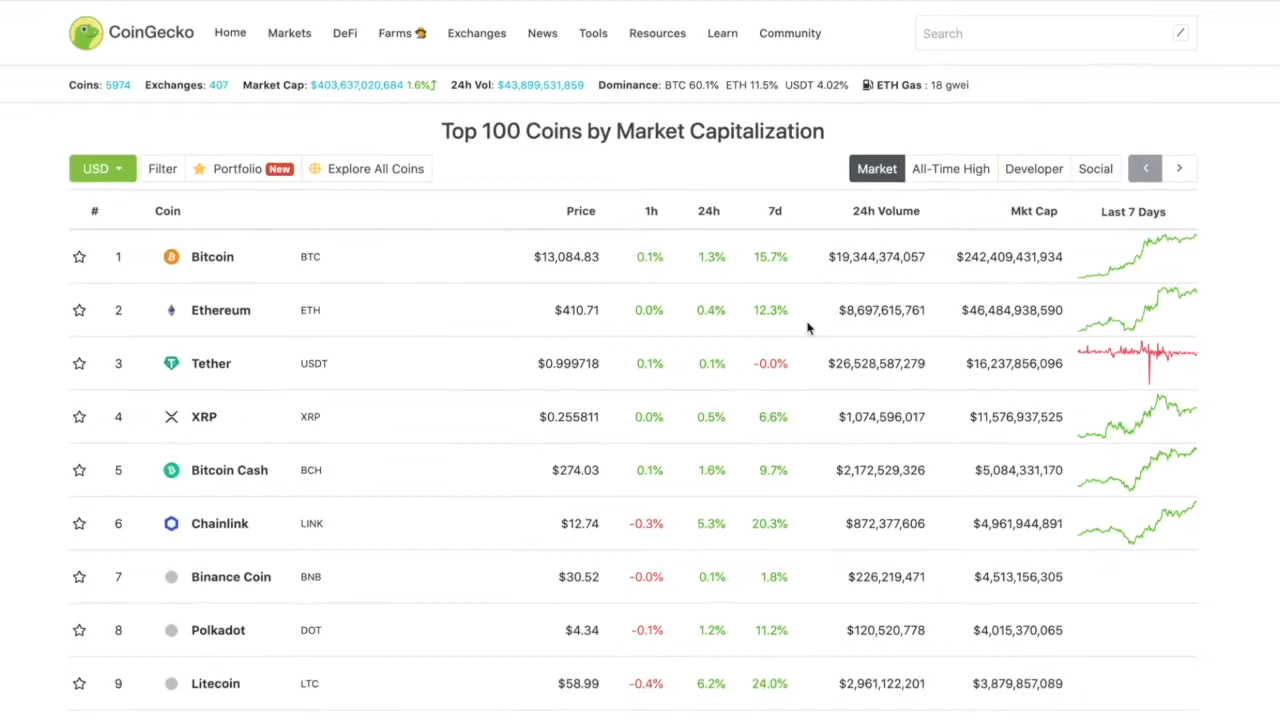 CoinGecko Home Markets DeFi Farms Exchanges News Tools Resources Learn Community Search /
Coins: 5974 Exchanges: 407 Market Cap: $403,637,020,684 1.6% 24h Vol: $43,899,531,859 Dominance: BTC 60.1% ETH 11.5% USDT 4.02% ETH Gas : 18 gwei
Top 100 Coins by Market Capitalization
USD Filter Portfolio New Explore All Coins Market All-Time High Developer Social < >
# Coin Price 1h 24h 7d 24h Volume Mkt Cap Last 7 Days
1 Bitcoin BTC $13,084.83 0.1% 1.3% 15.7% $19,344,374,057 $242,409,431,934
2 Ethereum ETH $410.71 0.0% 0.4% 12.3% $8,697,615,761 $46,484,938,590
3 Tether USDT $0.999718 0.1% 0.1% -0.0% $26,528,587,279 $16,237,856,096
4 XRP XRP $0.255811 0.0% 0.5% 6.6% $1,074,596,017 $11,576,937,525
5 Bitcoin Cash BCH $274.03 0.1% 1.6% 9.7% $2,172,529,326 $5,084,331,170
6 Chainlink LINK $12.74 -0.3% 5.3% 20.3% $872,377,606 $4,961,944,891
7 Binance Coin BNB $30.52 -0.0% 0.1% 1.8% $226,219,471 $4,513,156,305
8 Polkadot DOT $4.34 -0.1% 1.2% 11.2% $120,520,778 $4,015,370,065
9 Litecoin LTC $58.99 -0.4% 6.2% 24.0% $2,961,122,201 $3,879,857,089